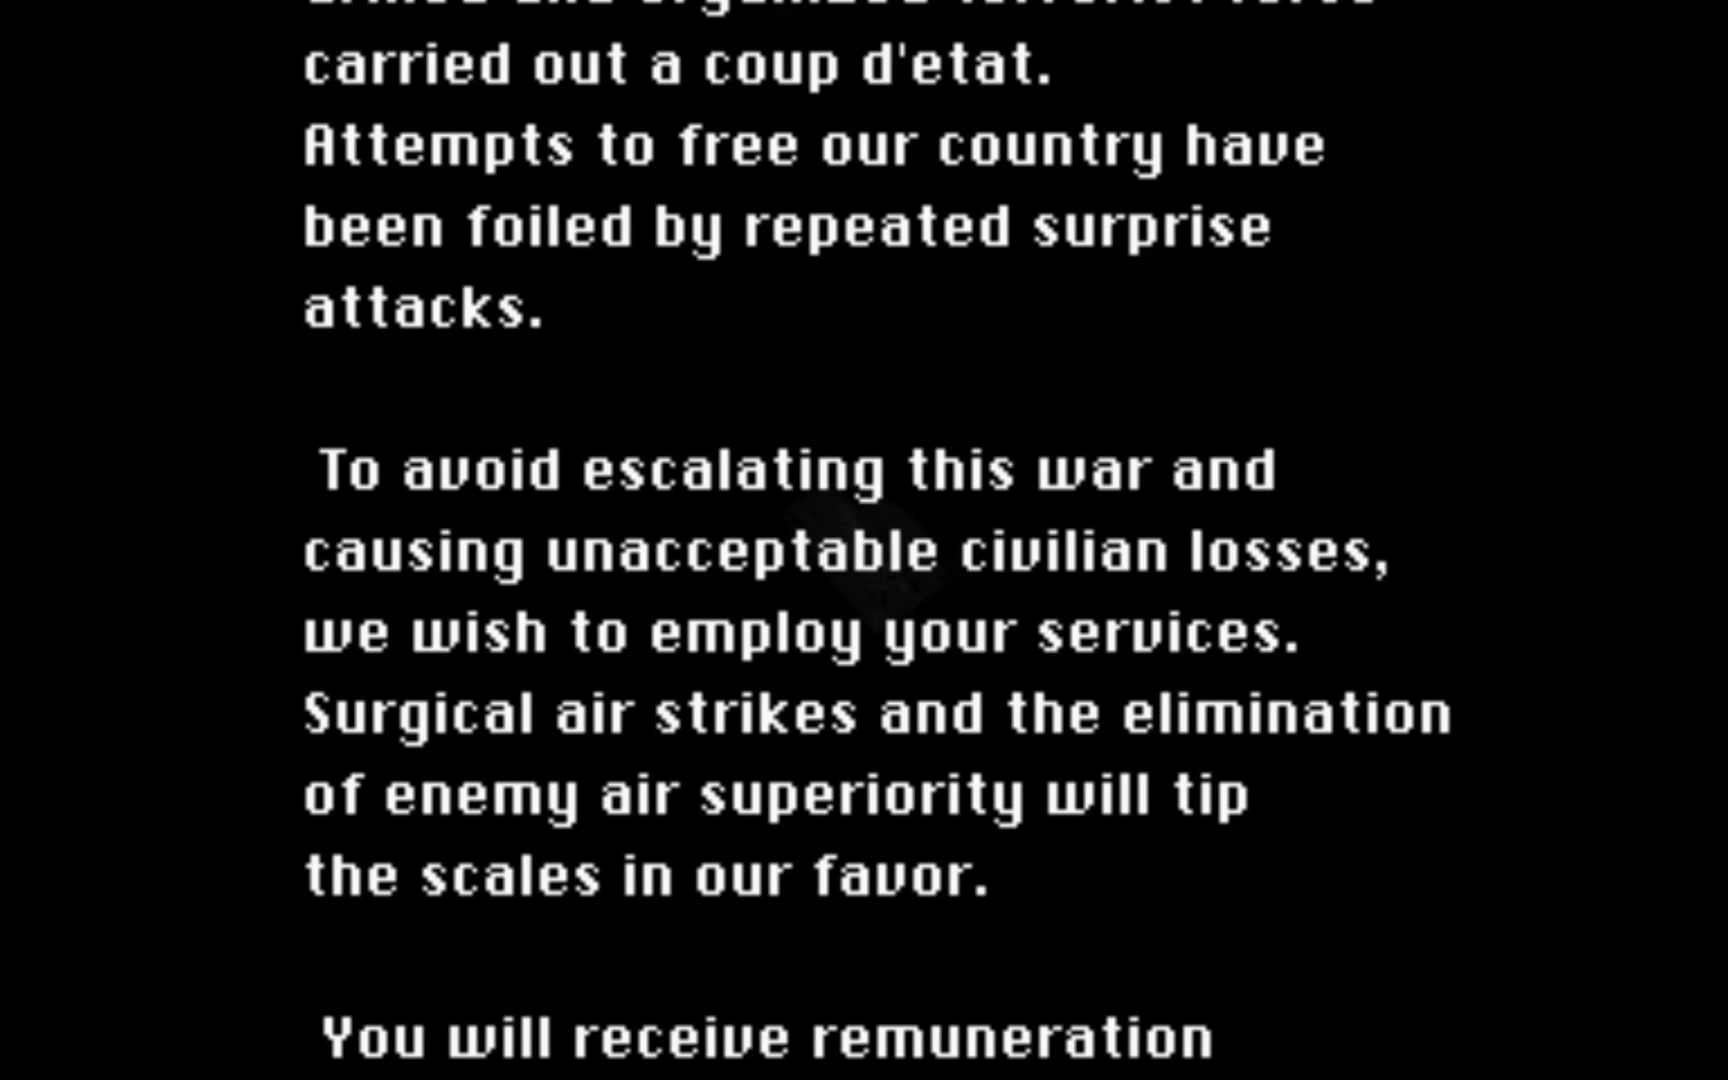 carried out a coup d'etat.
Attempts to free our country have
been foiled by repeated surprise
attacks.
To avoid escalating this war and
causing unacceptable civilian losses,
we wish to employ your services.
Surgical air strikes and the elimination
of enemy air superiority will tip
the scales in our favor.
You will receive remuneration